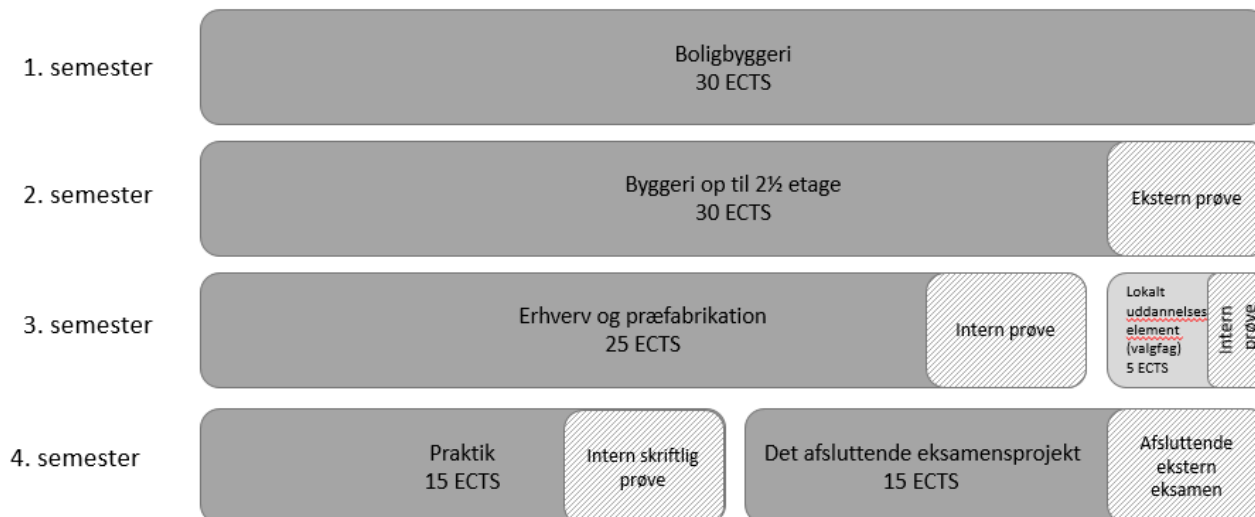 1. semester
Boligbyggeri
30 ECTS
2. semester
Byggeri op til 2½ etage
30 ECTS
Ekstern prøve
3. semester
Erhverv og præfabrikation
25 ECTS
Intern prøve
Lokalt
uddannelses
element
(valgfag)
5 ECTS
Intern
prøve
4. semester
Praktik
15 ECTS
Intern skriftlig
prøve
Det afsluttende eksamensprojekt
15 ECTS
Afsluttende
ekstern
eksamen